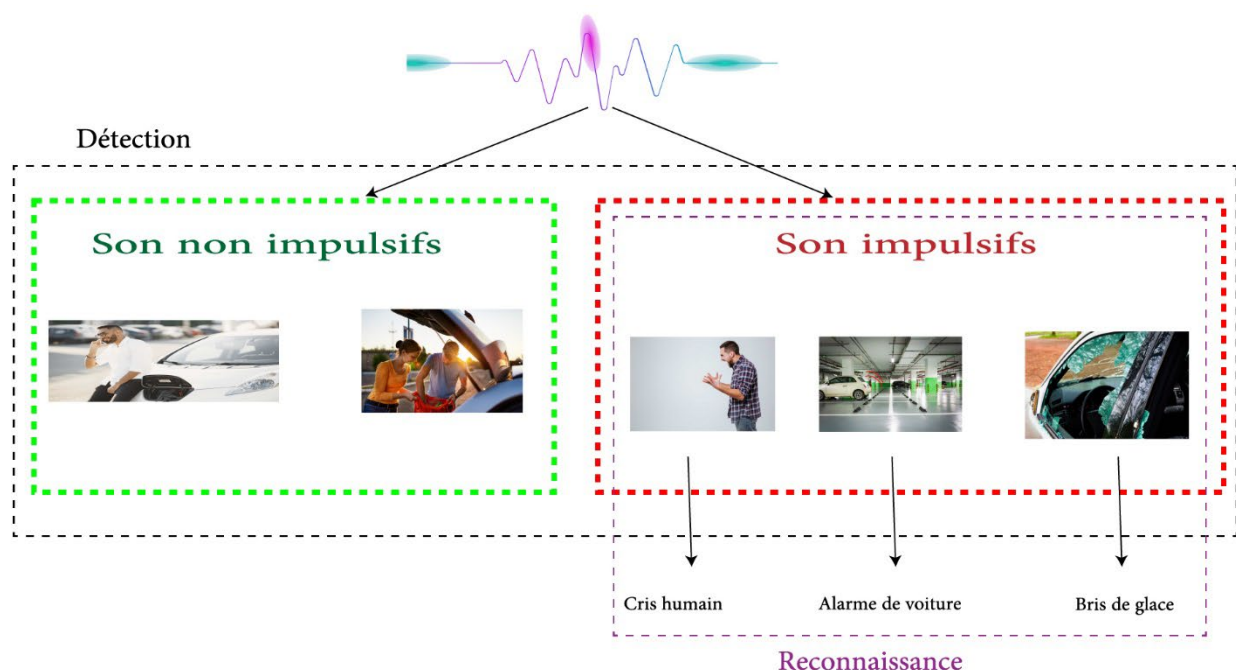 Détection
Son non impulsifs
Son impulsifs
Cris humain
Alarme de voiture
Bris de glace
Reconnaissance